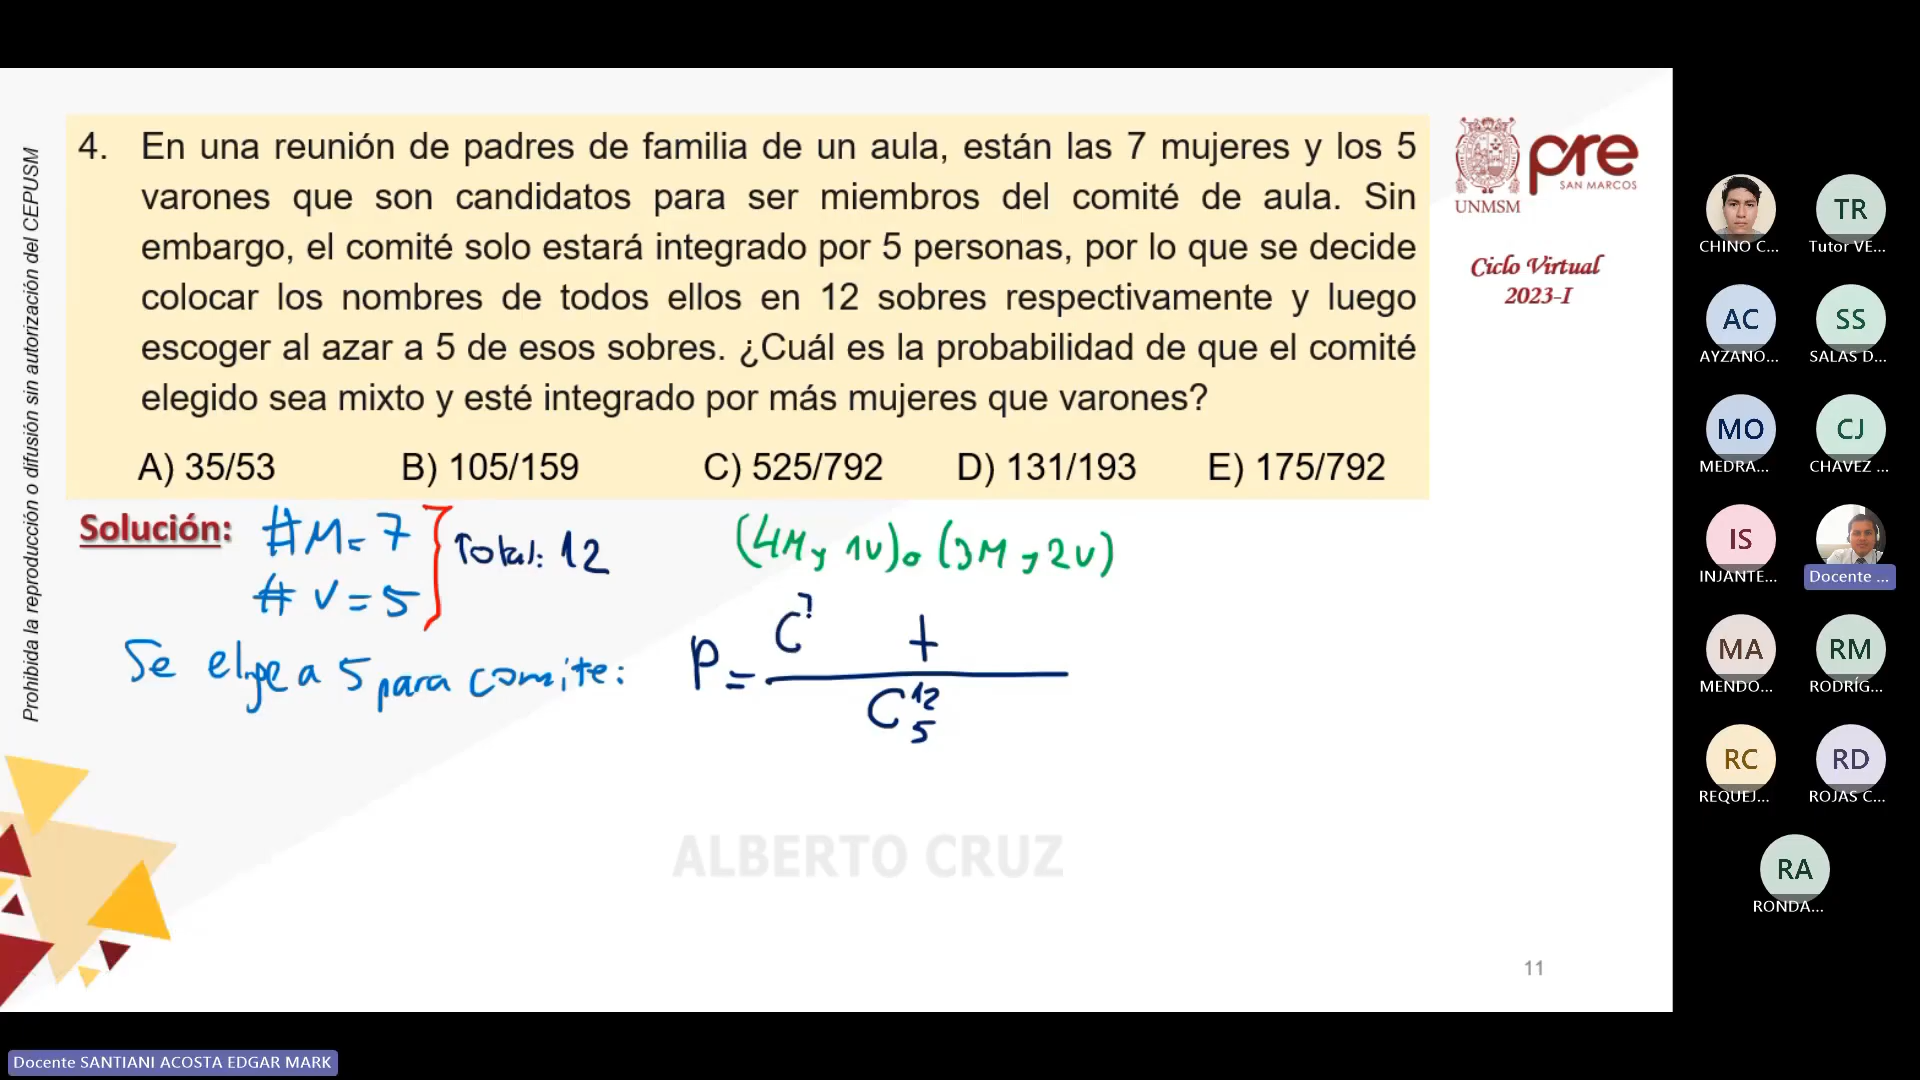 Prohibida la reproducción o difusión sin autorización del CEPUSM
4. En una reunión de padres de familia de un aula, están las 7 mujeres y los 5
varones que son candidatos para ser miembros del comité de aula. Sin
embargo, el comité solo estará integrado por 5 personas, por lo que se decide
colocar los nombres de todos ellos en 12 sobres respectivamente y luego
escoger al azar a 5 de esos sobres. ¿Cuál es la probabilidad de que el comité
elegido sea mixto y esté integrado por más mujeres que varones?
A) 35/53 B) 105/159 C) 525/792 D) 131/193 E) 175/792
UNMSM
pre
SAN MARCOS
Ciclo Virtual
2023-I
Solución:
#M= 7
# V = 5
Total: 12
Se elige a 5 para comite:
(4M y 1V) o (3M y 2V)
P = C 7 +
C 12 5
ALBERTO CRUZ
11
CHINO C...
TR
Tutor VE...
AC
AYZANO...
SS
SALAS D...
MO
MEDRA...
CJ
CHAVEZ ...
IS
INJANTE...
Docente ...
MA
MENDO...
RM
RODRÍG...
RC
REQUEJ...
RD
ROJAS C...
RA
RONDA...
Docente SANTIANI ACOSTA EDGAR MARK